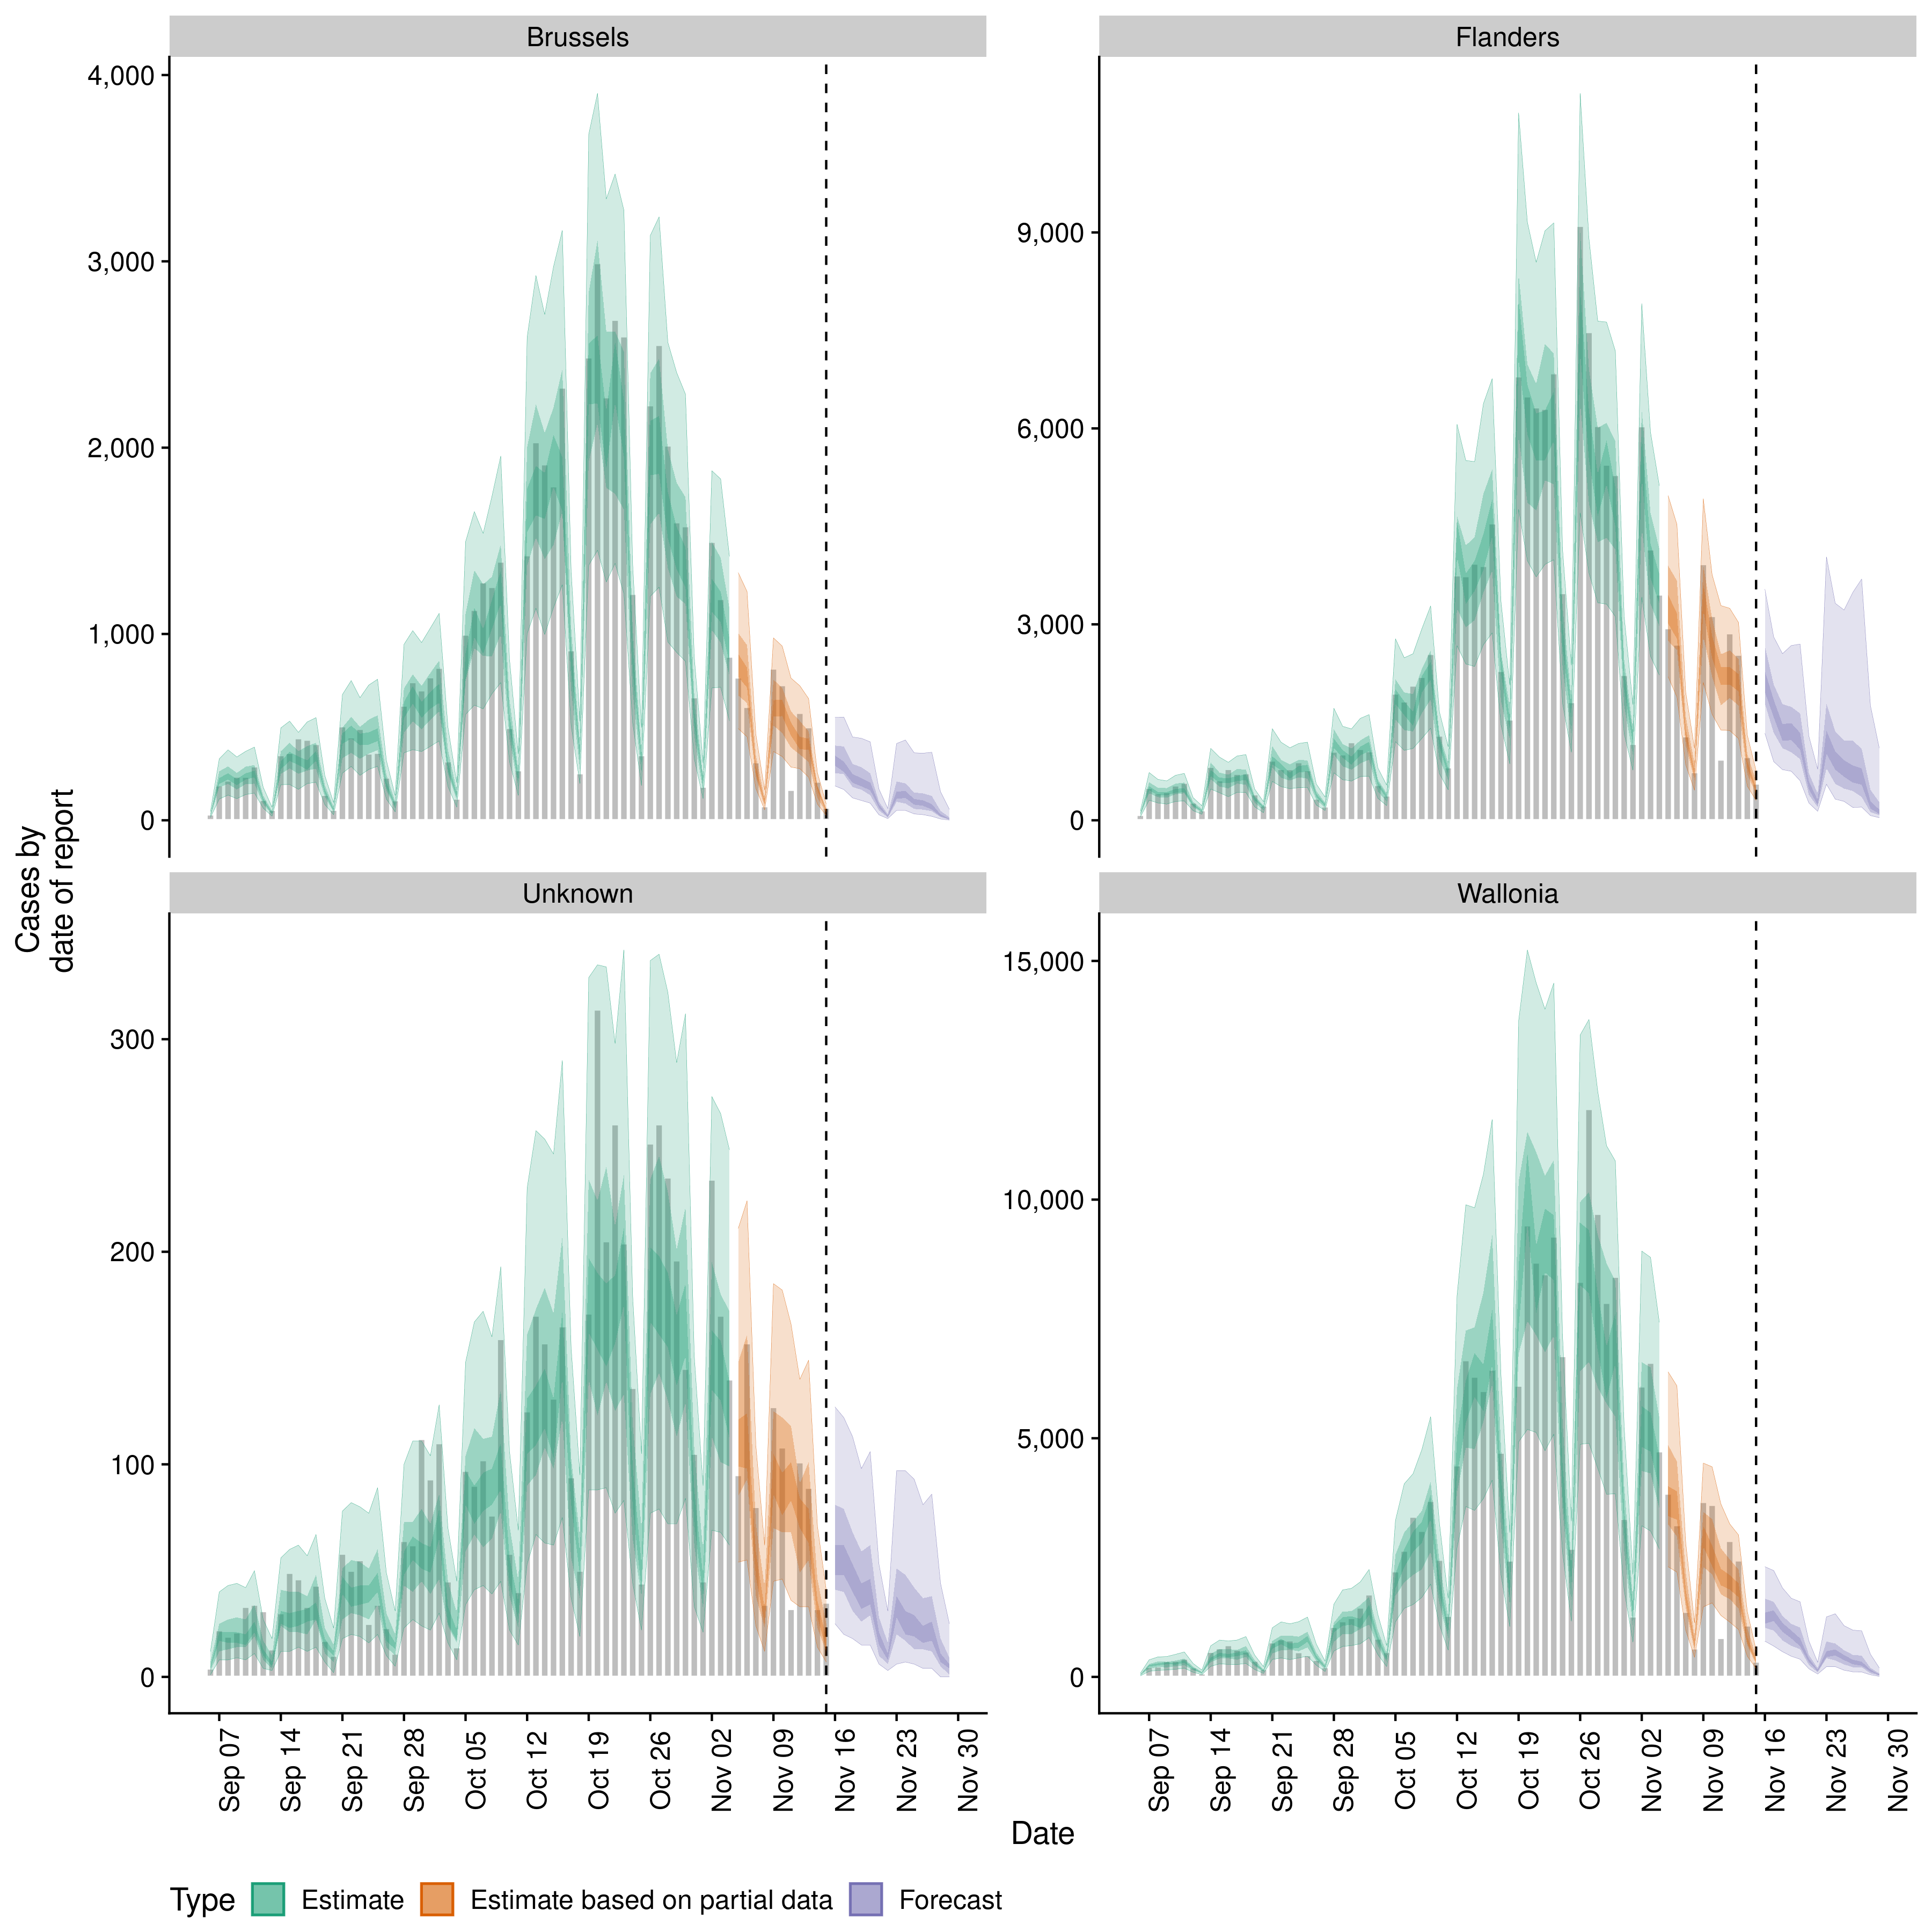 Brussels
Flanders
4,000
3,000
2,000
1,000
0
9,000
6,000
3,000
0
Cases by
date of report
Unknown
Wallonia
300
200
100
0
15,000
10,000
5,000
0
Sep 07 Sep 14 Sep 21 Sep 28 Oct 05 Oct 12 Oct 19 Oct 26 Nov 02 Nov 09 Nov 16 Nov 23 Nov 30
Sep 07 Sep 14 Sep 21 Sep 28 Oct 05 Oct 12 Oct 19 Oct 26 Nov 02 Nov 09 Nov 16 Nov 23 Nov 30
Date
Type Estimate Estimate based on partial data Forecast